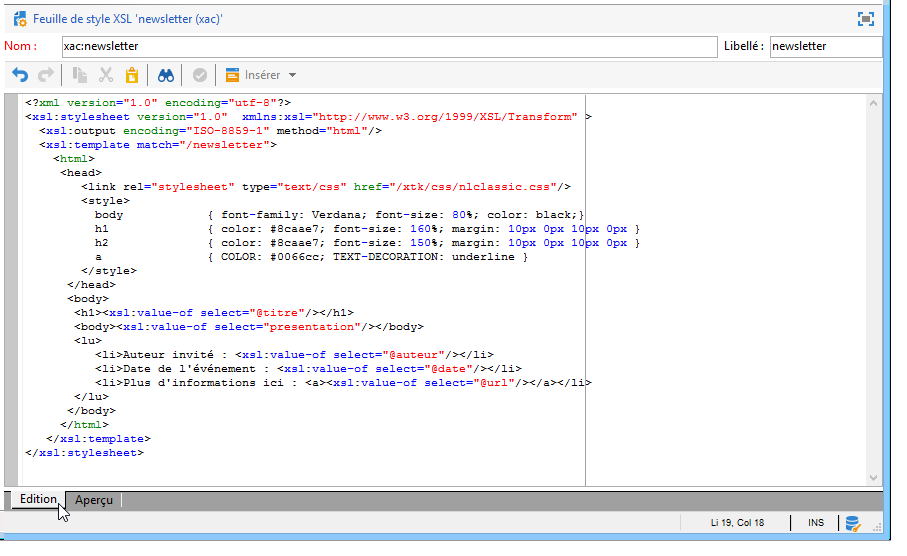 Feuille de style XSL 'newsletter (xac)'
Nom : xac:newsletter Libellé : newsletter
Insérer
<?xml version="1.0" encoding="utf-8"?>
<xsl:stylesheet version="1.0"  xmlns:xsl="http://www.w3.org/1999/XSL/Transform" >
  <xsl:output encoding="ISO-8859-1" method="html"/>
  <xsl:template match="/newsletter">
    <html>
     <head>
        <link rel="stylesheet" type="text/css" href="/xtk/css/nlclassic.css"/>
        <style>
          body            { font-family: Verdana; font-size: 80%; color: black;}
          h1              { color: #8caae7; font-size: 160%; margin: 10px 0px 10px 0px }
          h2              { color: #8caae7; font-size: 150%; margin: 10px 0px 10px 0px }
          a               { COLOR: #0066cc; TEXT-DECORATION: underline }
        </style>
      </head>
      <body>
       <h1><xsl:value-of select="@titre"/></h1>
       <body><xsl:value-of select="presentation"/></body>
       <lu>
          <li>Auteur invité : <xsl:value-of select="@auteur"/></li>
          <li>Date de l'événement : <xsl:value-of select="@date"/></li>
          <li>Plus d'informations ici : <a><xsl:value-of select="@url"/></a></li>
       </lu>
      </body>
     </html>
   </xsl:template>
</xsl:stylesheet>
Edition Aperçu
Li 19, Col 18 INS